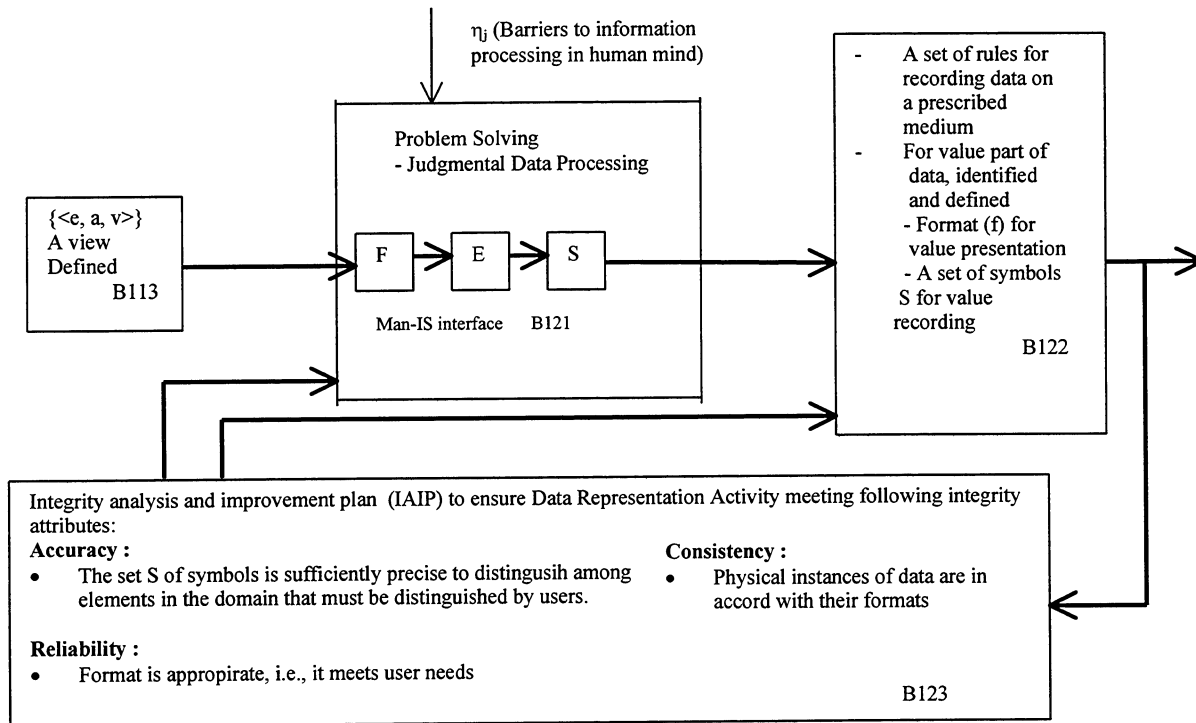 ηj (Barriers to information
processing in human mind)
Problem Solving
- Judgmental Data Processing
{<e, a, v>}
A view
Defined
B113
F
E
S
Man-IS interface B121
- A set of rules for
recording data on
a prescribed
medium
- For value part of
data, identified
and defined
- Format (f) for
value presentation
- A set of symbols
S for value
recording
B122
Integrity analysis and improvement plan (IAIP) to ensure Data Representation Activity meeting following integrity
attributes:
Accuracy :
• The set S of symbols is sufficiently precise to distingusih among
elements in the domain that must be distinguished by users.
Consistency :
• Physical instances of data are in
accord with their formats
Reliability :
• Format is appropirate, i.e., it meets user needs
B123